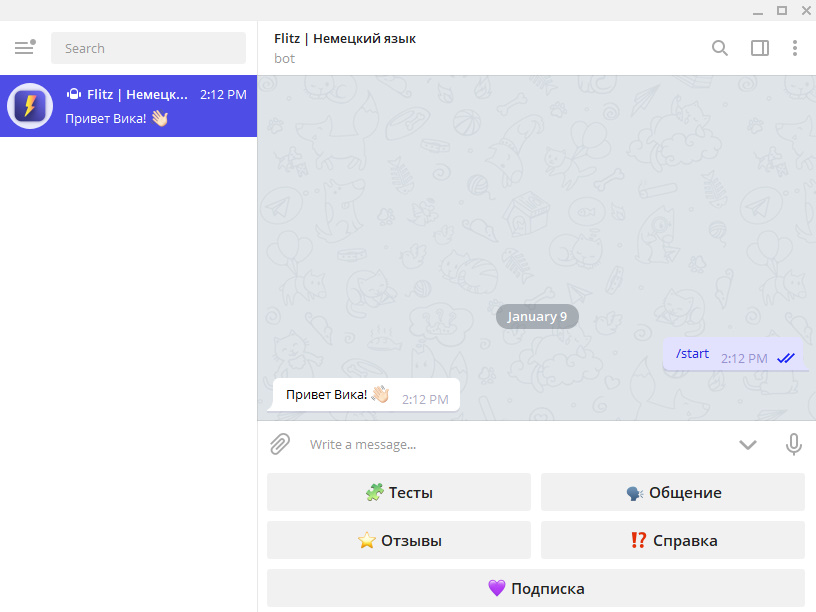 Search
Flitz | Немецкий язык
bot
Flitz | Немецк...
2:12 PM
Привет Вика! 👋🏻
January 9
/start
2:12 PM
Привет Вика! 👋🏻
2:12 PM
Write a message...
🧩 Тесты
🗣 Общение
⭐ Отзывы
⁉ Справка
💜 Подписка